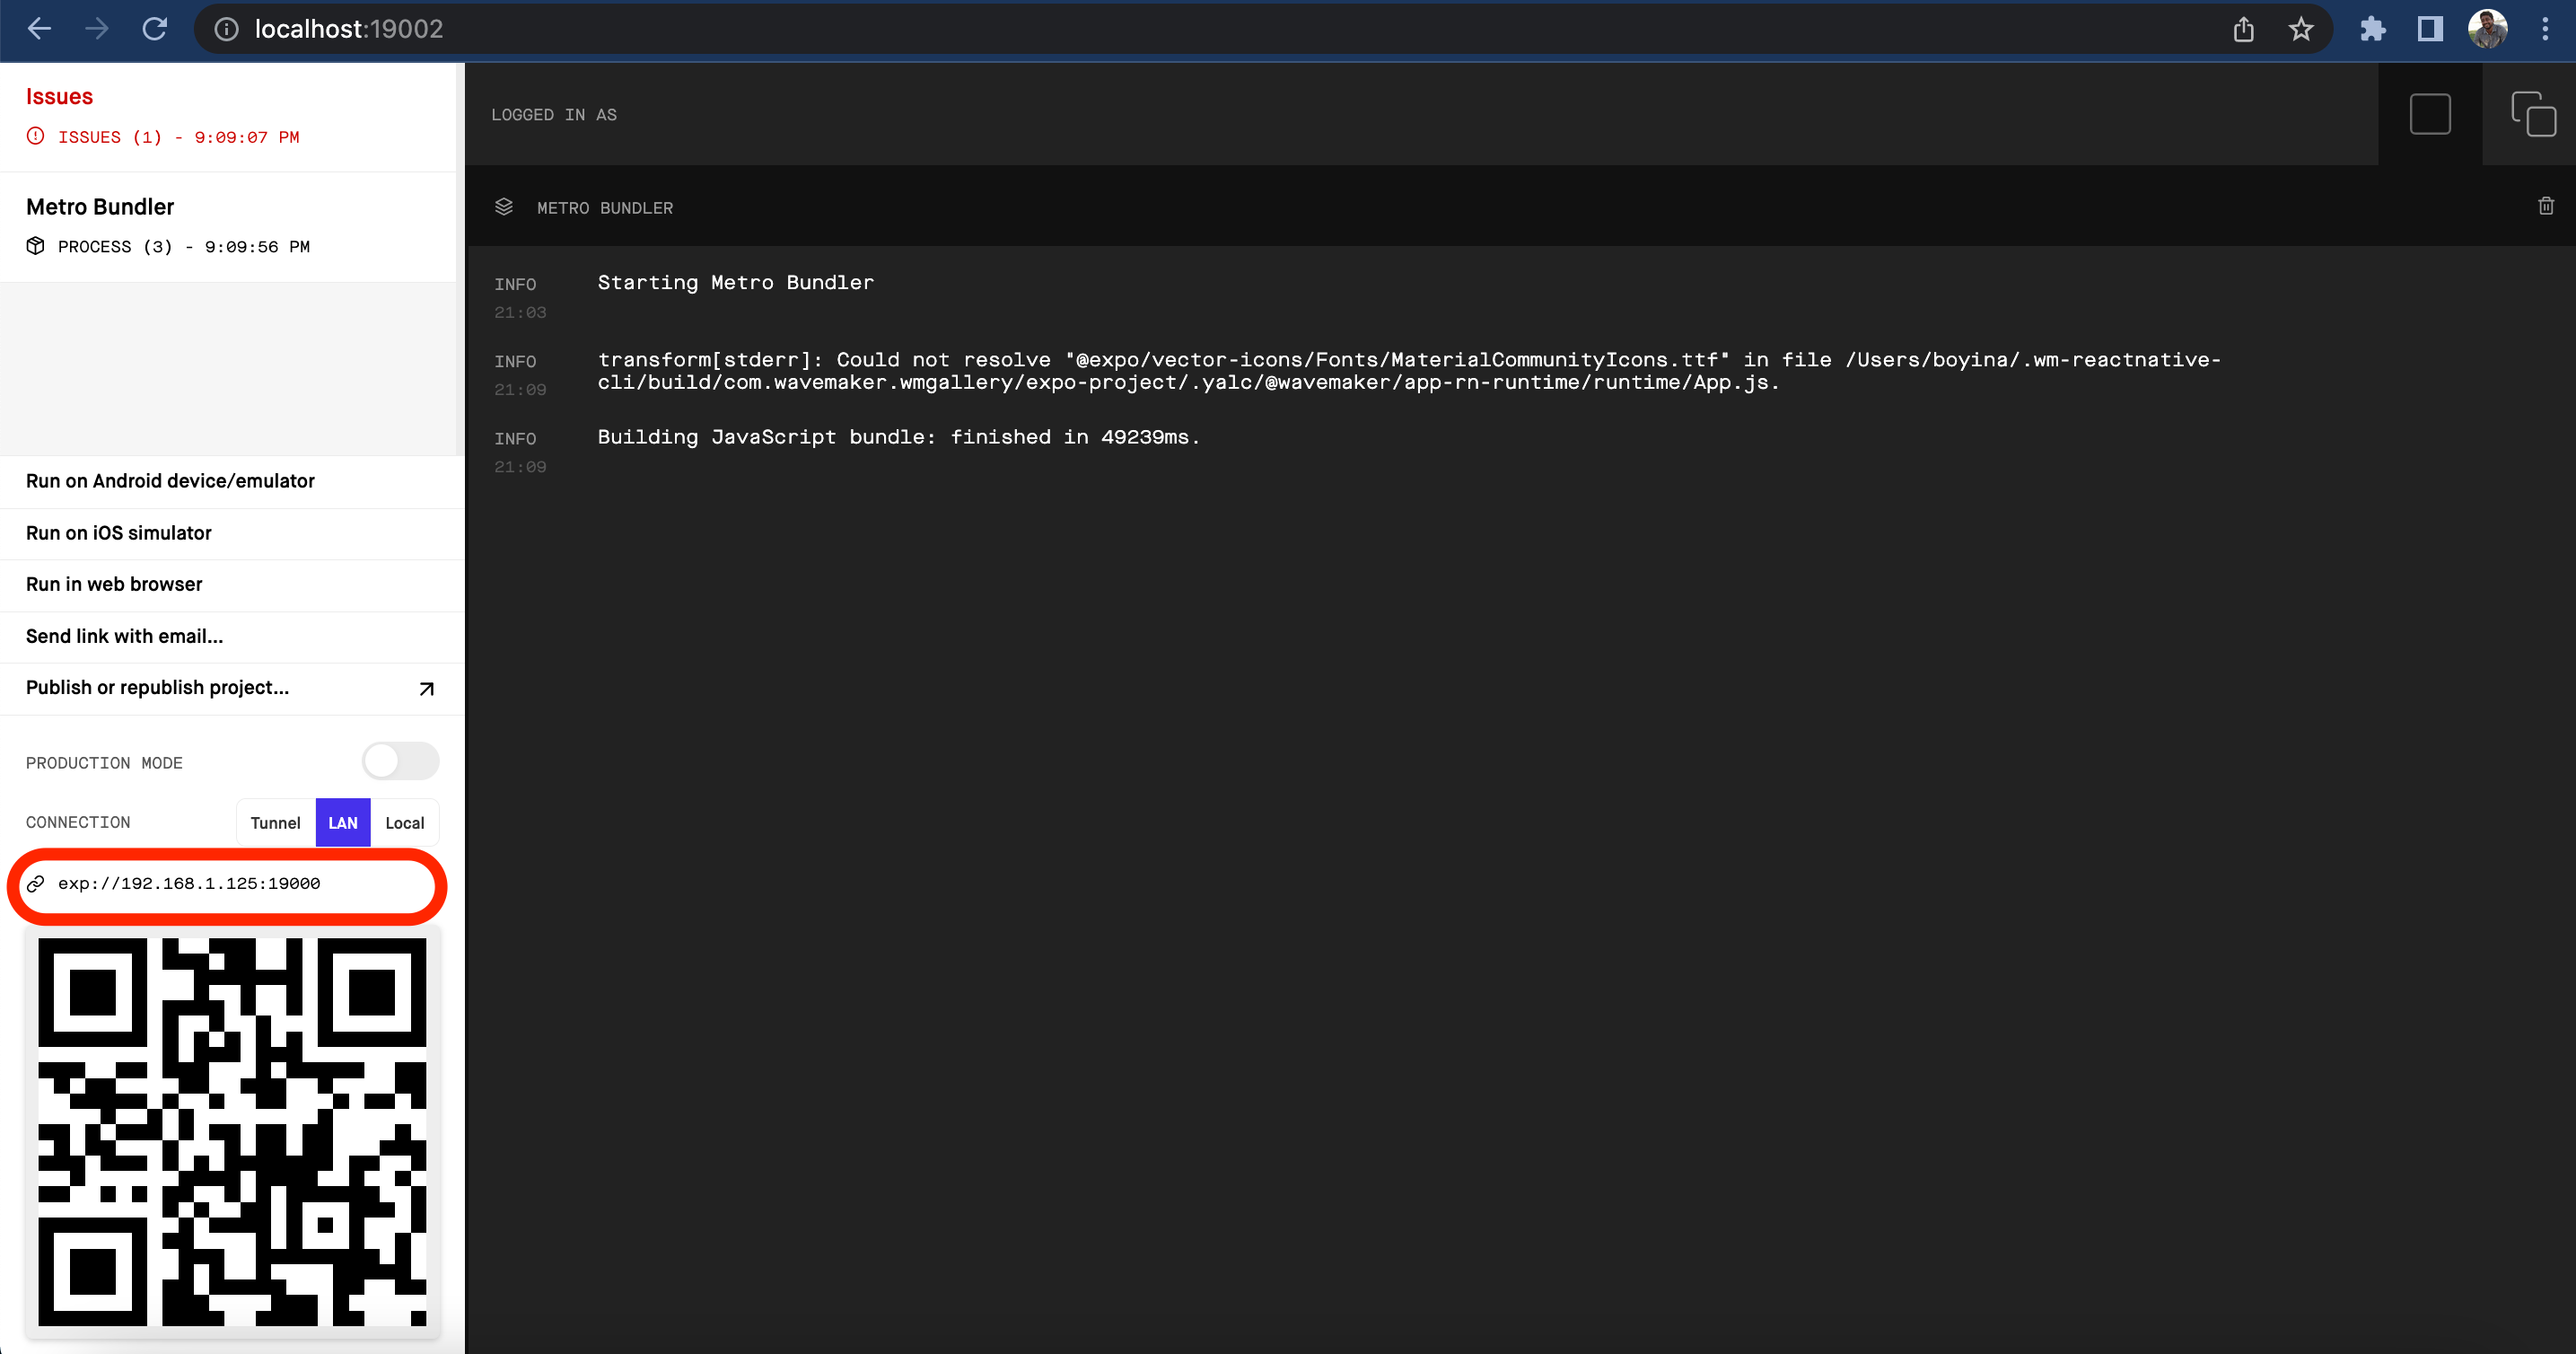 localhost:19002
Issues
ISSUES (1) - 9:09:07 PM
Metro Bundler
PROCESS (3) - 9:09:56 PM
Run on Android device/emulator
Run on iOS simulator
Run in web browser
Send link with email...
Publish or republish project...
PRODUCTION MODE
CONNECTION Tunnel LAN Local
exp://192.168.1.125:19000
LOGGED IN AS
METRO BUNDLER
INFO Starting Metro Bundler
21:03
INFO transform[stderr]: Could not resolve "@expo/vector-icons/Fonts/MaterialCommunityIcons.ttf" in file /Users/boyina/.wm-reactnative-
21:09 cli/build/com.wavemaker.wmgallery/expo-project/.yalc/@wavemaker/app-rn-runtime/runtime/App.js.
INFO Building JavaScript bundle: finished in 49239ms.
21:09